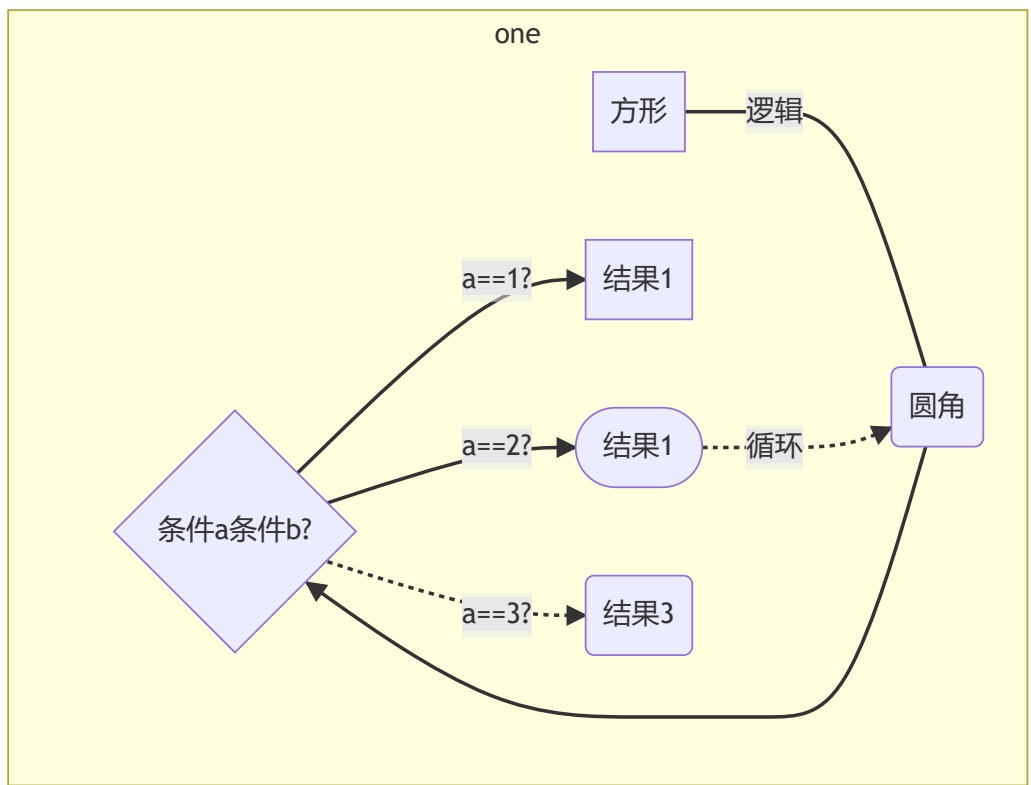 one
方形
逻辑
a==1?
结果1
圆角
a==2?
结果1
循环
条件a条件b?
a==3?
结果3